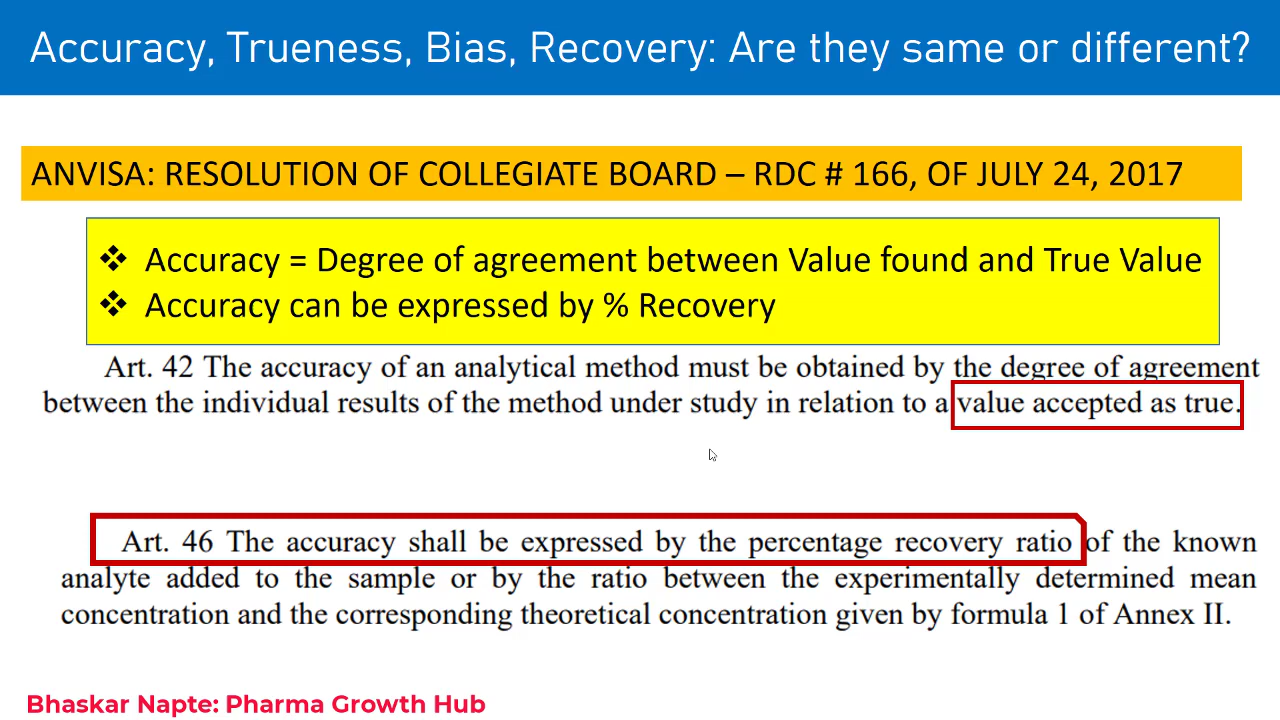 Accuracy, Trueness, Bias, Recovery: Are they same or different?
ANVISA: RESOLUTION OF COLLEGIATE BOARD – RDC # 166, OF JULY 24, 2017
❖ Accuracy = Degree of agreement between Value found and True Value
❖ Accuracy can be expressed by % Recovery
Art. 42 The accuracy of an analytical method must be obtained by the degree of agreement
between the individual results of the method under study in relation to a value accepted as true.
Art. 46 The accuracy shall be expressed by the percentage recovery ratio of the known
analyte added to the sample or by the ratio between the experimentally determined mean
concentration and the corresponding theoretical concentration given by formula 1 of Annex II.
Bhaskar Napte: Pharma Growth Hub